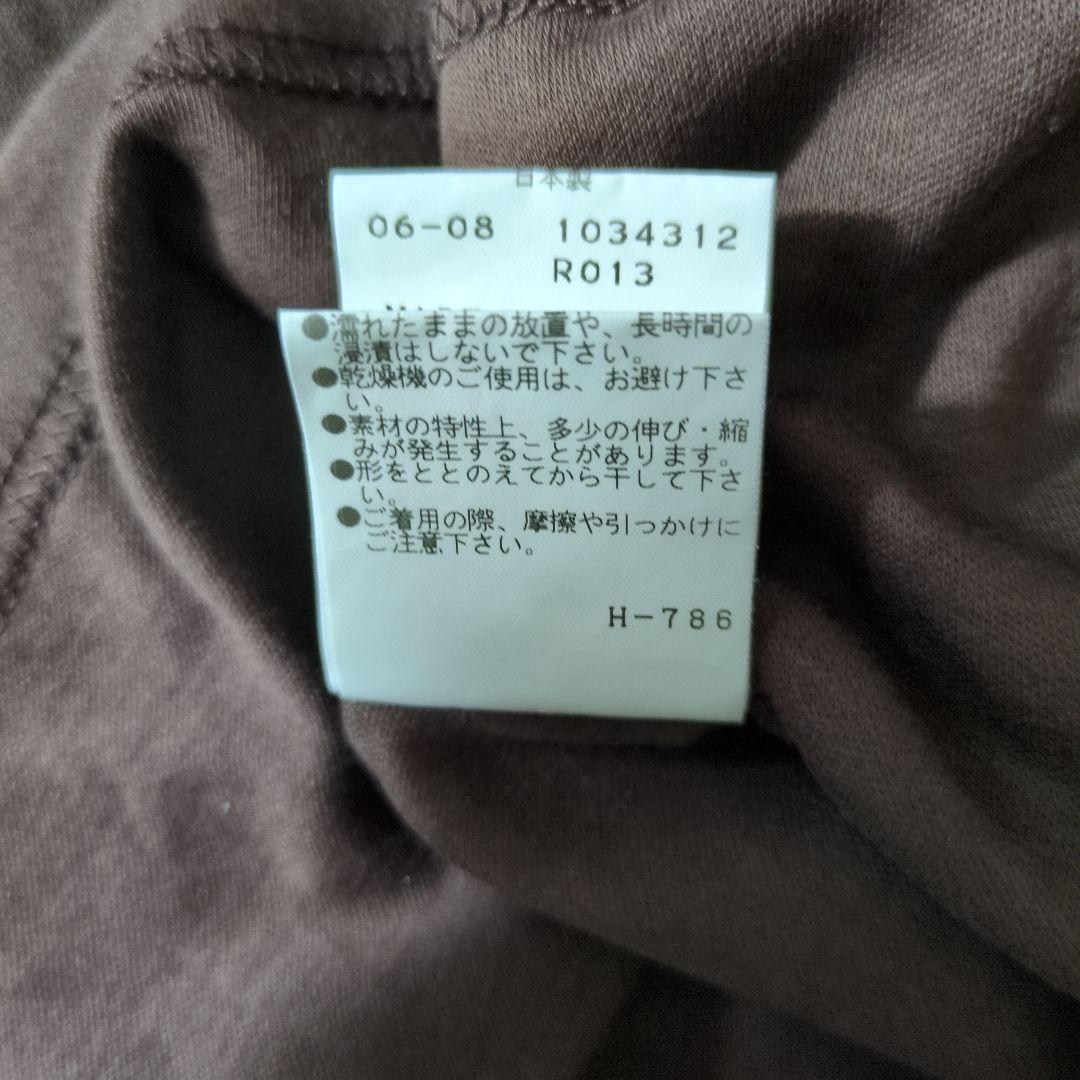 日本製
06-08 1034312
R013
●濡れたままの放置や、長時間の
浸漬はしないで下さい。
●乾燥機のご使用は、お避け下さ
い。
●素材の特性上、多少の伸び・縮
みが発生することがあります。
●形をととのえてから干して下さ
い。
●ご着用の際、摩擦や引っかけに
ご注意下さい。
H-786